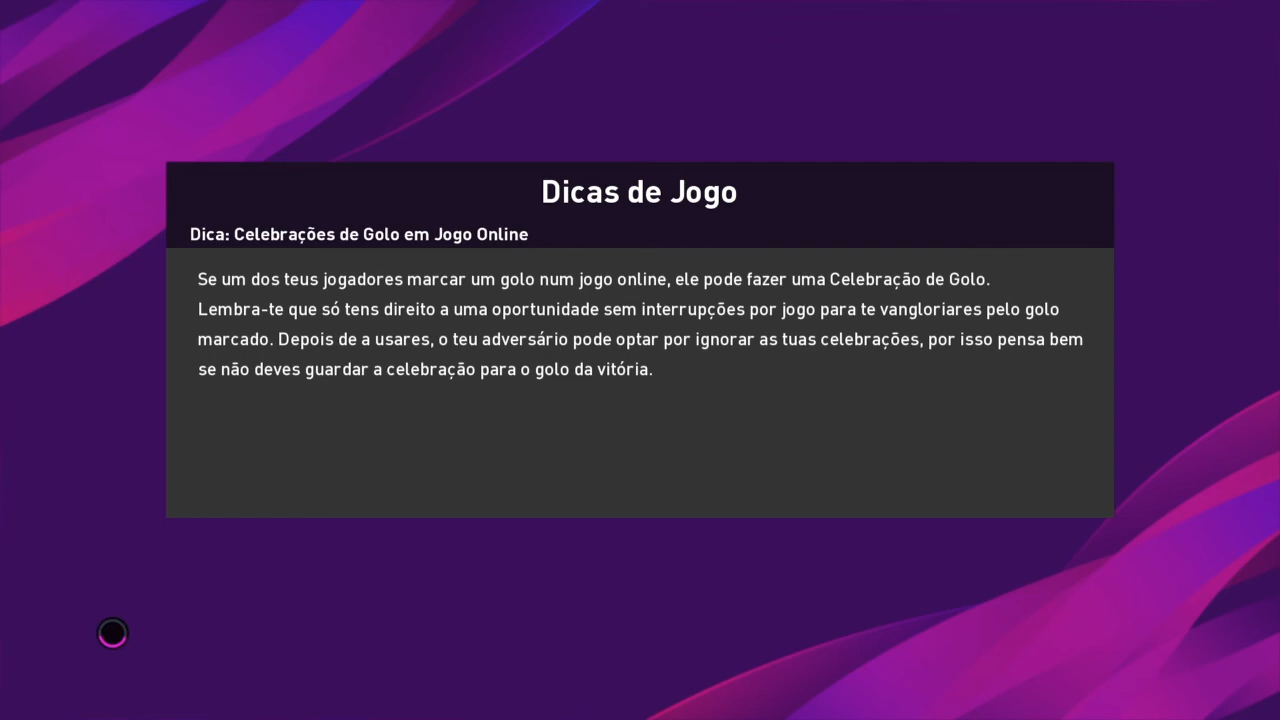 Dicas de Jogo
Dica: Celebrações de Golo em Jogo Online
Se um dos teus jogadores marcar um golo num jogo online, ele pode fazer uma Celebração de Golo.
Lembra-te que só tens direito a uma oportunidade sem interrupções por jogo para te vangloriares pelo golo
marcado. Depois de a usares, o teu adversário pode optar por ignorar as tuas celebrações, por isso pensa bem
se não deves guardar a celebração para o golo da vitória.